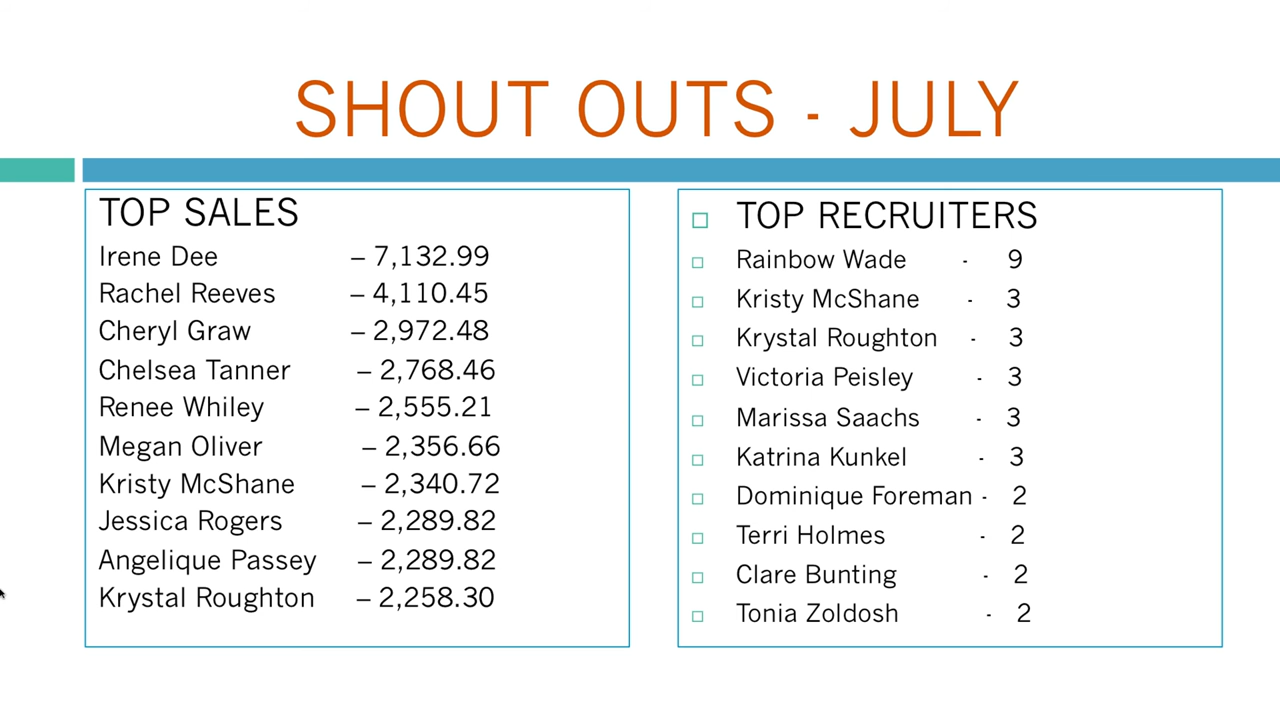 SHOUT OUTS - JULY
TOP SALES
Irene Dee – 7,132.99
Rachel Reeves – 4,110.45
Cheryl Graw – 2,972.48
Chelsea Tanner – 2,768.46
Renee Whiley – 2,555.21
Megan Oliver – 2,356.66
Kristy McShane – 2,340.72
Jessica Rogers – 2,289.82
Angelique Passey – 2,289.82
Krystal Roughton – 2,258.30
TOP RECRUITERS
Rainbow Wade - 9
Kristy McShane - 3
Krystal Roughton - 3
Victoria Peisley - 3
Marissa Saachs - 3
Katrina Kunkel - 3
Dominique Foreman - 2
Terri Holmes - 2
Clare Bunting - 2
Tonia Zoldosh - 2